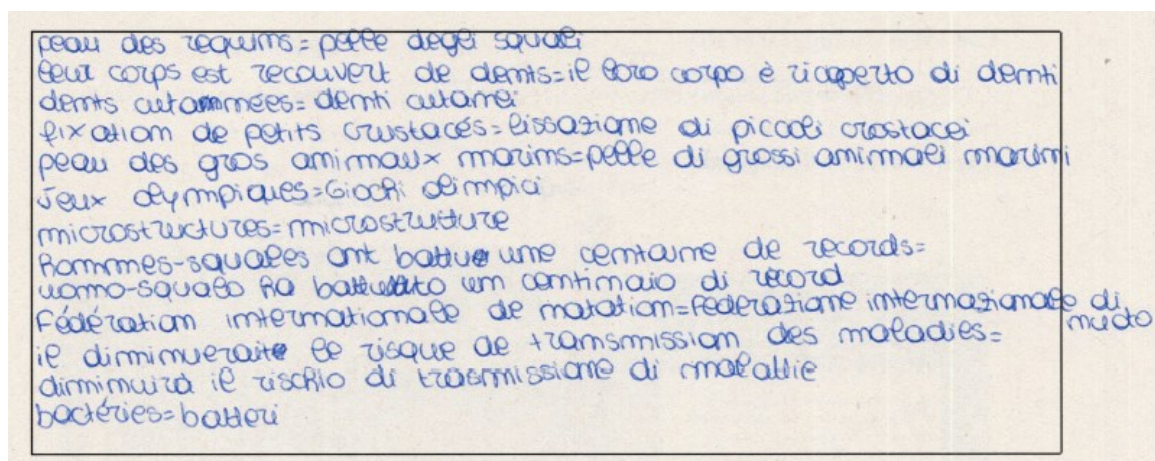 peau des requins=pelle degli squali
leur corps est recouvert de dents=il loro corpo è ricoperto di denti
dents cutannées=denti cutanei
fixation de petits crustacés=fissazione di piccoli crostacei
peau des gros animaux marins=pelle di grossi animali marini
Jeux olympiques=Giochi olimpici
microstructures=microstrutture
hommes-squales ont battu une centaine de records=
uomo-squalo ha battuto un centinaio di record
Fédération internationale de natation=Federazione internazionale di nuoto
il diminuerait le risque de transmission des maladies=
diminuirà il rischio di trasmissione di malattie
bactéries=batteri